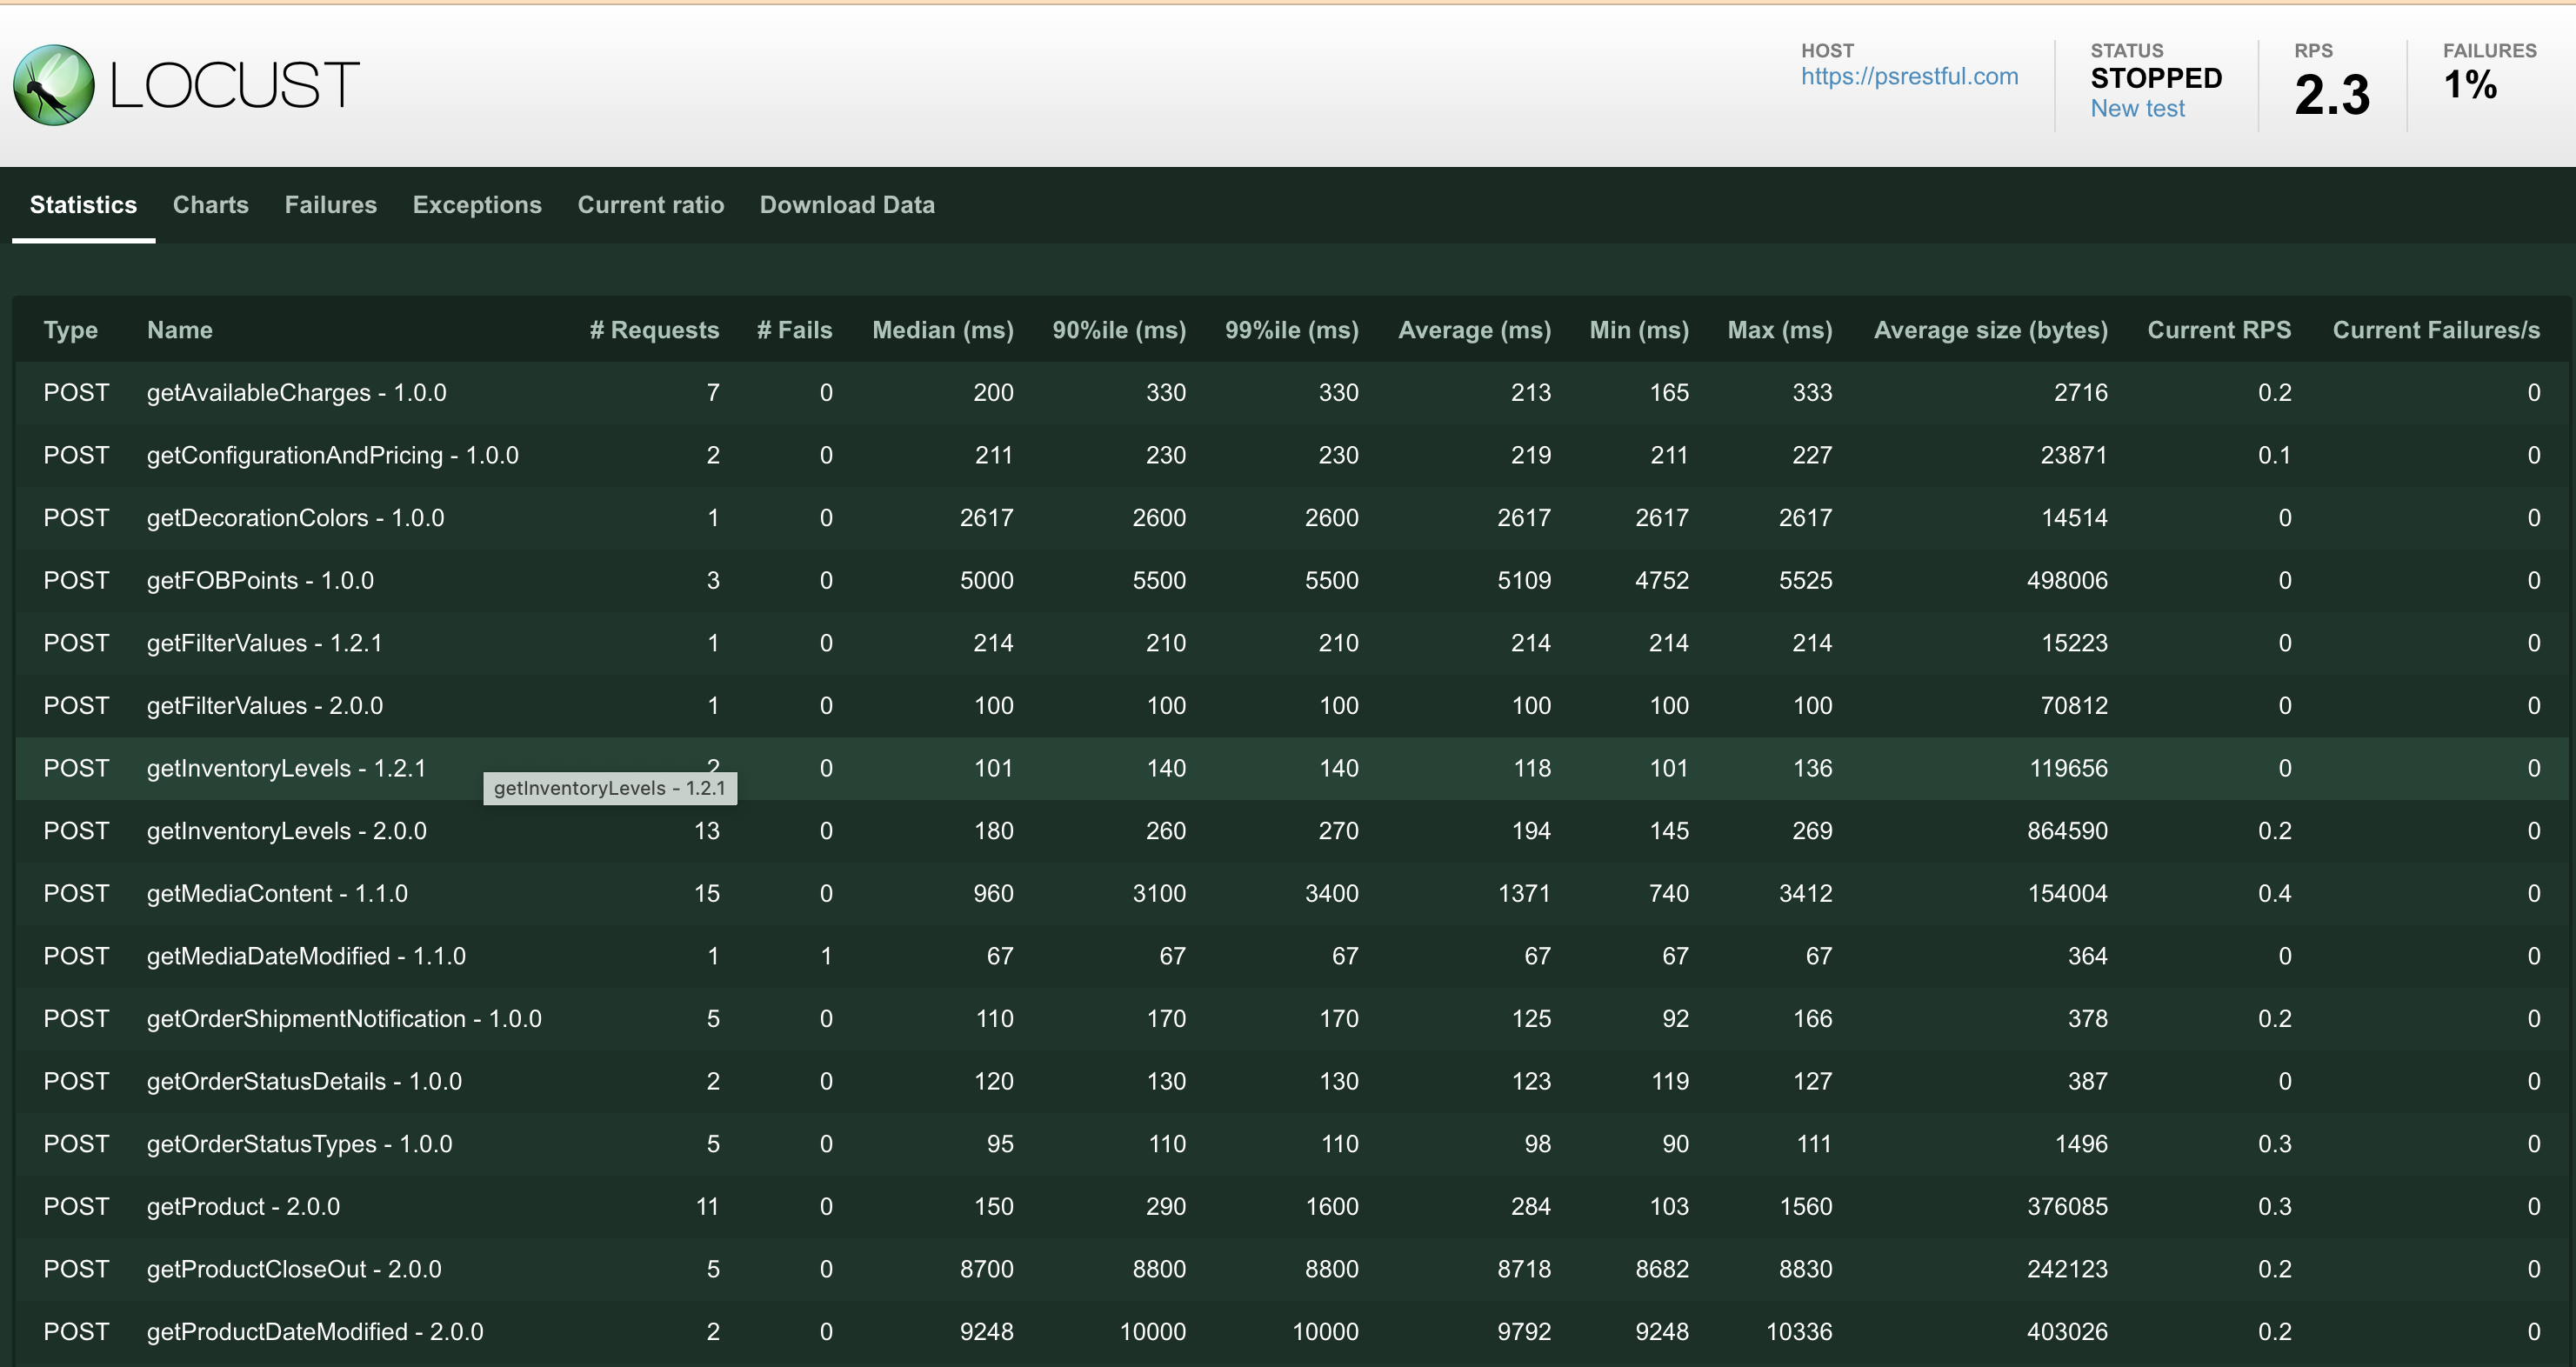 LOCUST
HOST
https://psrestful.com
STATUS
STOPPED
New test
RPS
2.3
FAILURES
1%
Statistics Charts Failures Exceptions Current ratio Download Data
Type Name # Requests # Fails Median (ms) 90%ile (ms) 99%ile (ms) Average (ms) Min (ms) Max (ms) Average size (bytes) Current RPS Current Failures/s
POST getAvailableCharges - 1.0.0 7 0 200 330 330 213 165 333 2716 0.2 0
POST getConfigurationAndPricing - 1.0.0 2 0 211 230 230 219 211 227 23871 0.1 0
POST getDecorationColors - 1.0.0 1 0 2617 2600 2600 2617 2617 2617 14514 0 0
POST getFOBPoints - 1.0.0 3 0 5000 5500 5500 5109 4752 5525 498006 0 0
POST getFilterValues - 1.2.1 1 0 214 210 210 214 214 214 15223 0 0
POST getFilterValues - 2.0.0 1 0 100 100 100 100 100 100 70812 0 0
POST getInventoryLevels - 1.2.1 2 0 101 140 140 118 101 136 119656 0 0
getInventoryLevels - 1.2.1
POST getInventoryLevels - 2.0.0 13 0 180 260 270 194 145 269 864590 0.2 0
POST getMediaContent - 1.1.0 15 0 960 3100 3400 1371 740 3412 154004 0.4 0
POST getMediaDateModified - 1.1.0 1 1 67 67 67 67 67 67 364 0 0
POST getOrderShipmentNotification - 1.0.0 5 0 110 170 170 125 92 166 378 0.2 0
POST getOrderStatusDetails - 1.0.0 2 0 120 130 130 123 119 127 387 0 0
POST getOrderStatusTypes - 1.0.0 5 0 95 110 110 98 90 111 1496 0.3 0
POST getProduct - 2.0.0 11 0 150 290 1600 284 103 1560 376085 0.3 0
POST getProductCloseOut - 2.0.0 5 0 8700 8800 8800 8718 8682 8830 242123 0.2 0
POST getProductDateModified - 2.0.0 2 0 9248 10000 10000 9792 9248 10336 403026 0.2 0